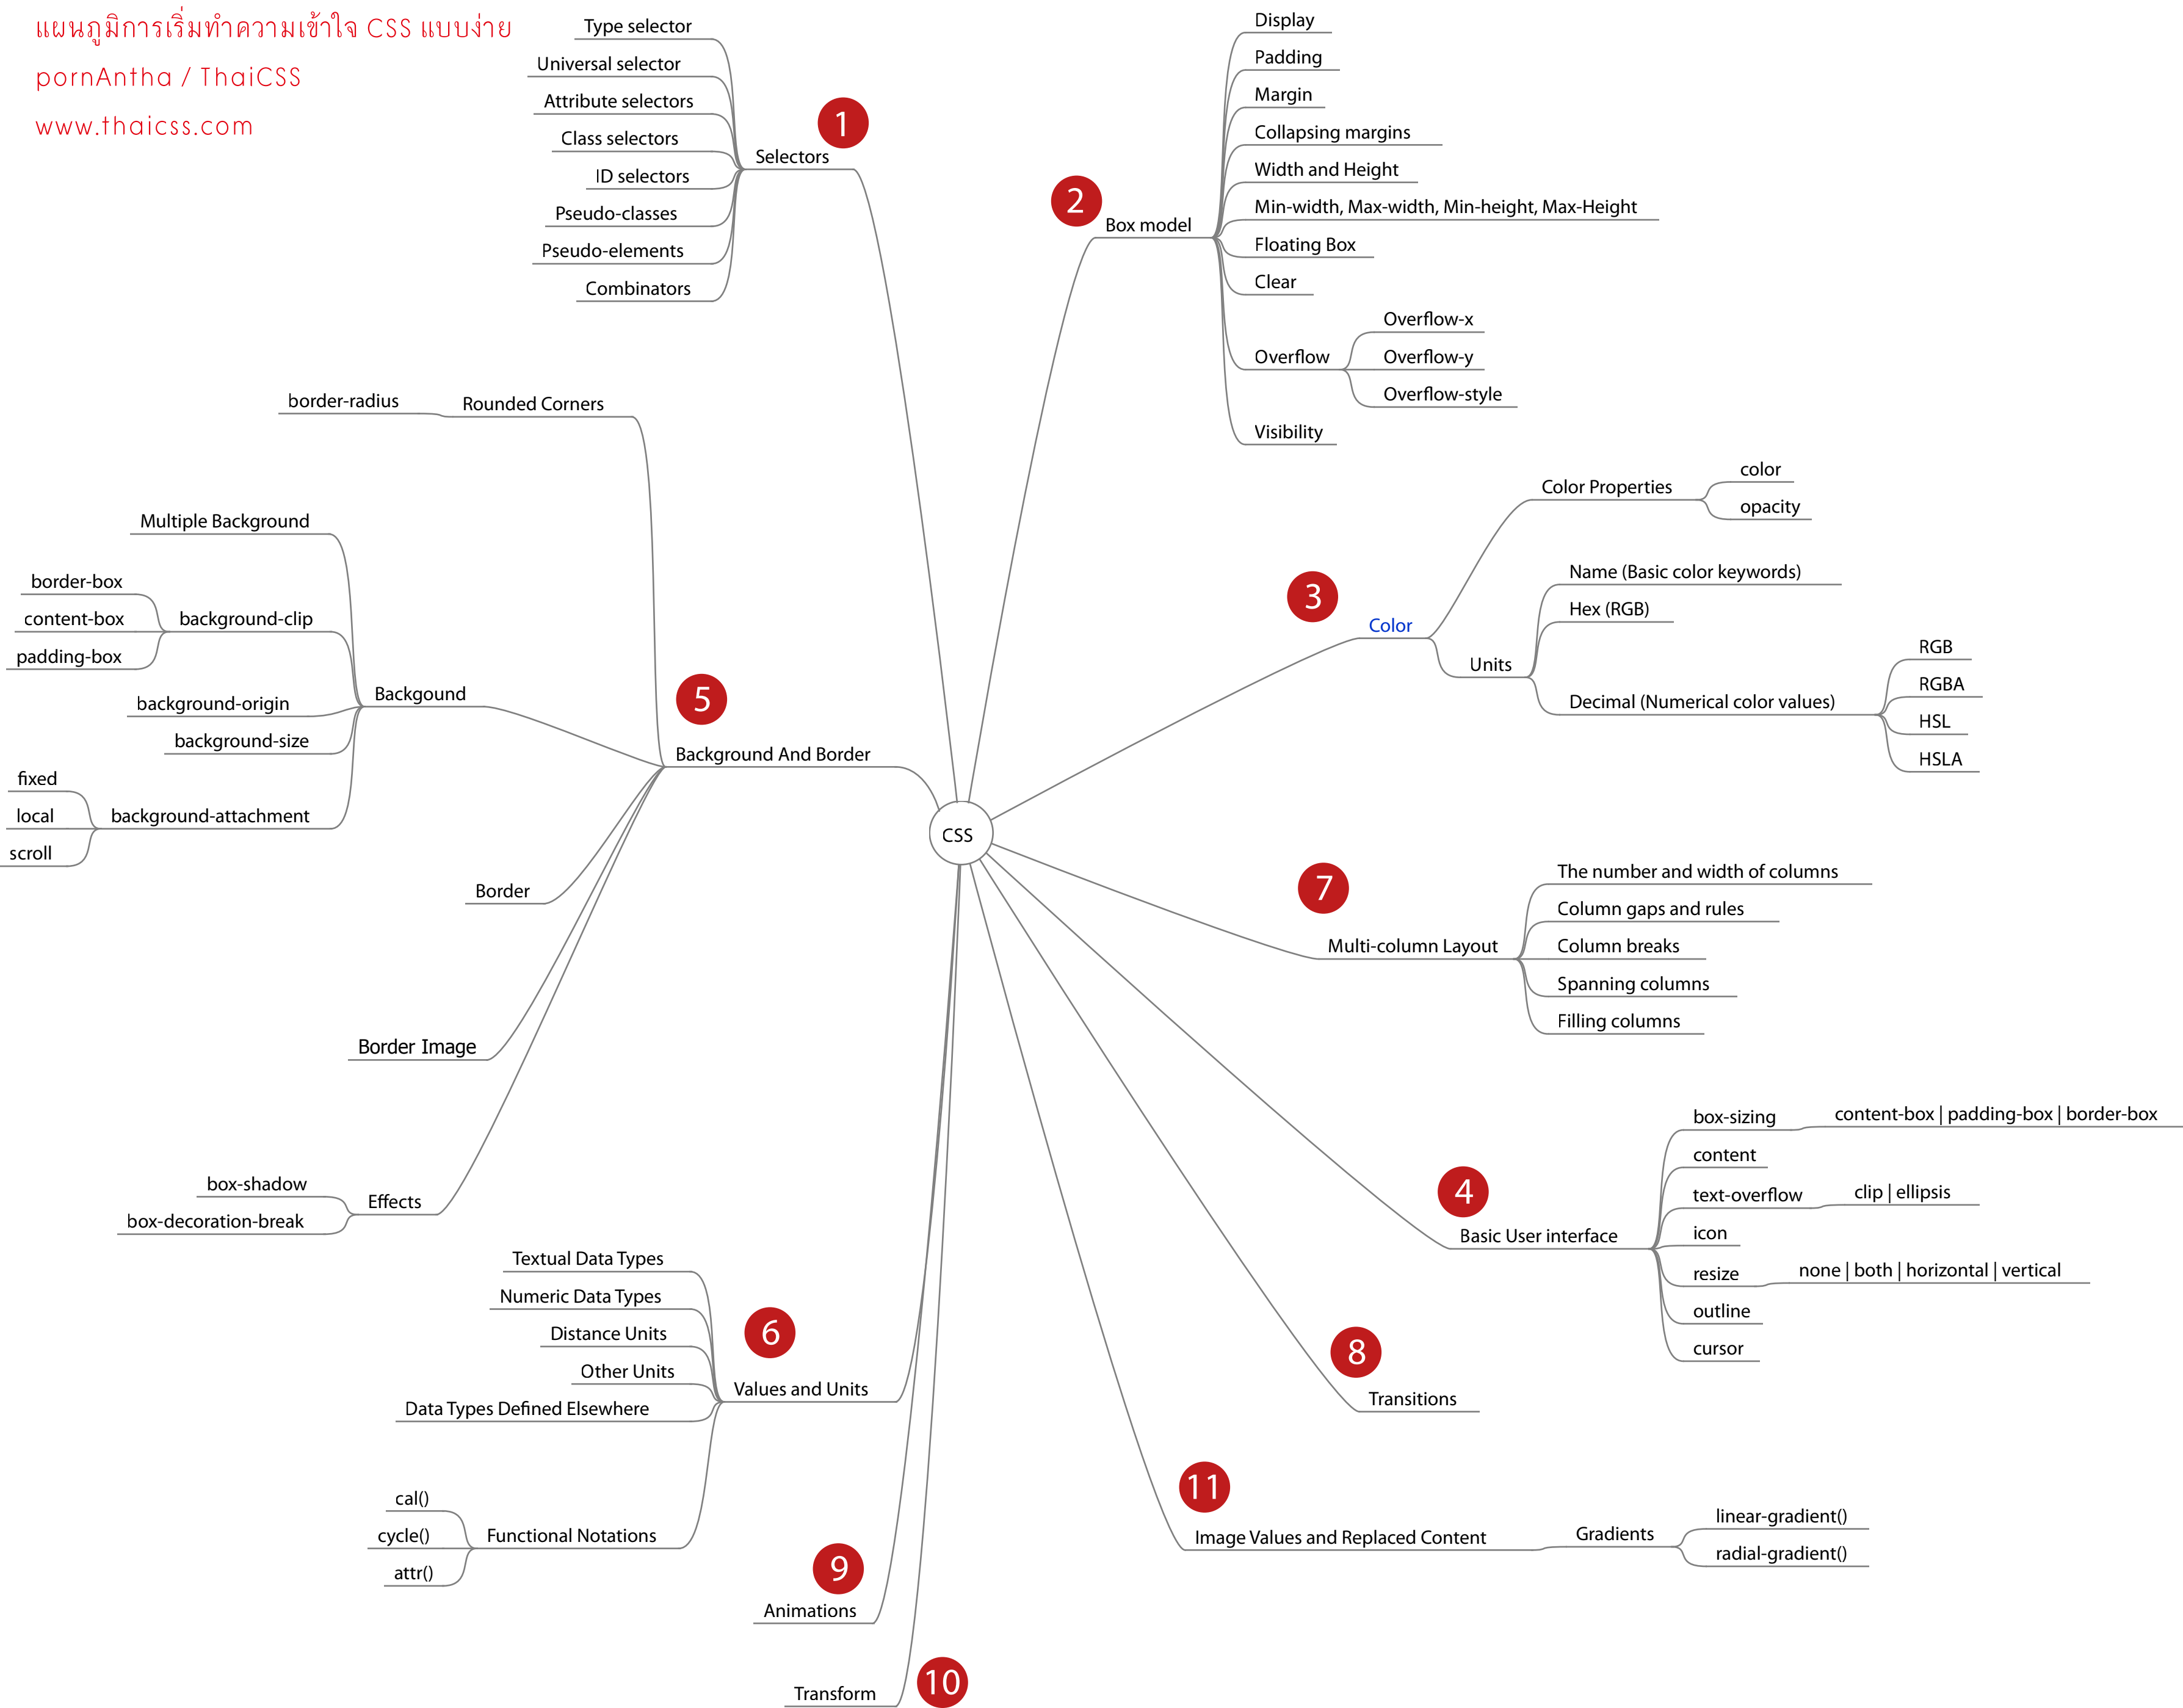 แผนภูมิการเริ่มทำความเข้าใจ CSS แบบง่าย
pornAntha / ThaiCSS
www.thaicss.com
1
Selectors
Type selector
Universal selector
Attribute selectors
Class selectors
ID selectors
Pseudo-classes
Pseudo-elements
Combinators
2
Box model
Display
Padding
Margin
Collapsing margins
Width and Height
Min-width, Max-width, Min-height, Max-Height
Floating Box
Clear
Overflow
Overflow-x
Overflow-y
Overflow-style
Visibility
3
Color
Color Properties
color
opacity
Units
Name (Basic color keywords)
Hex (RGB)
Decimal (Numerical color values)
RGB
RGBA
HSL
HSLA
5
Background And Border
Rounded Corners
border-radius
Backgound
Multiple Background
background-clip
border-box
content-box
padding-box
background-origin
background-size
background-attachment
fixed
local
scroll
Border
Border Image
Effects
box-shadow
box-decoration-break
CSS
7
Multi-column Layout
The number and width of columns
Column gaps and rules
Column breaks
Spanning columns
Filling columns
4
Basic User interface
box-sizing
content-box | padding-box | border-box
content
text-overflow
clip | ellipsis
icon
resize
none | both | horizontal | vertical
outline
cursor
6
Values and Units
Textual Data Types
Numeric Data Types
Distance Units
Other Units
Data Types Defined Elsewhere
Functional Notations
cal()
cycle()
attr()
8
Transitions
11
Image Values and Replaced Content
Gradients
linear-gradient()
radial-gradient()
9
Animations
10
Transform